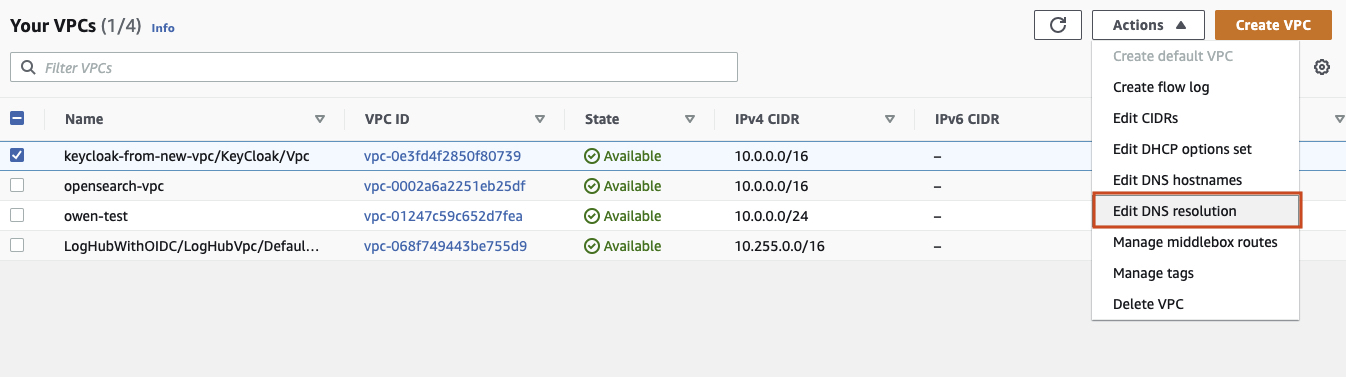 Your VPCs (1/4) Info
Actions
Create VPC
Filter VPCs
Create default VPC
Create flow log
Edit CIDRs
Edit DHCP options set
Edit DNS hostnames
Edit DNS resolution
Manage middlebox routes
Manage tags
Delete VPC
Name VPC ID State IPv4 CIDR IPv6 CIDR
keycloak-from-new-vpc/KeyCloak/Vpc vpc-0e3fd4f2850f80739 Available 10.0.0.0/16 –
opensearch-vpc vpc-0002a6a2251eb25df Available 10.0.0.0/16 –
owen-test vpc-01247c59c652d7fea Available 10.0.0.0/24 –
LogHubWithOIDC/LogHubVpc/Defaul... vpc-068f749443be755d9 Available 10.255.0.0/16 –